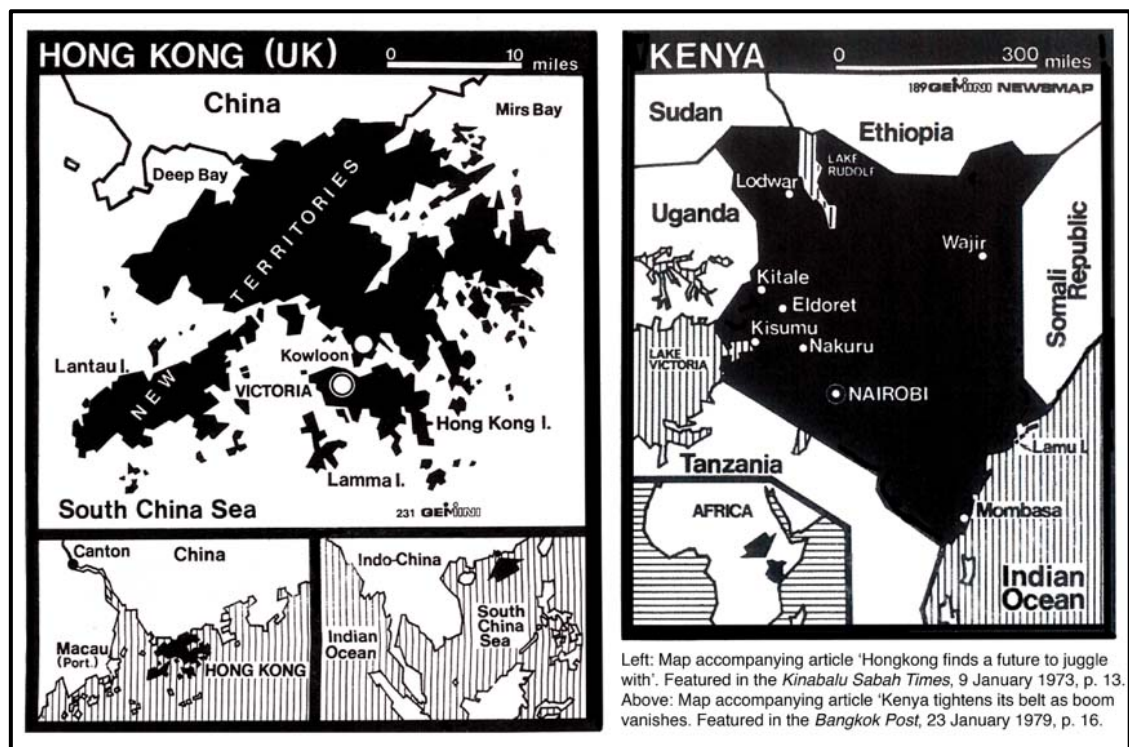 HONG KONG (UK)
0 10
miles
China
Mirs Bay
Deep Bay
NEW TERRITORIES
Kowloon
Lantau I.
VICTORIA
Hong Kong I.
Lamma I.
South China Sea
231 GEMINI
Canton
China
Macau
(Port.)
HONG KONG
Indo-China
South
China
Sea
Indian
Ocean
KENYA
0 300
miles
189 GEMINI NEWSMAP
Sudan
Ethiopia
LAKE
RUDOLF
Lodwar
Uganda
Wajir
Somali
Republic
Kitale
Eldoret
Kisumu
Nakuru
LAKE
VICTORIA
NAIROBI
Lamu I.
Tanzania
AFRICA
Mombasa
Indian
Ocean
Left: Map accompanying article ‘Hongkong finds a future to juggle
with’. Featured in the Kinabalu Sabah Times, 9 January 1973, p. 13.
Above: Map accompanying article ‘Kenya tightens its belt as boom
vanishes. Featured in the Bangkok Post, 23 January 1979, p. 16.